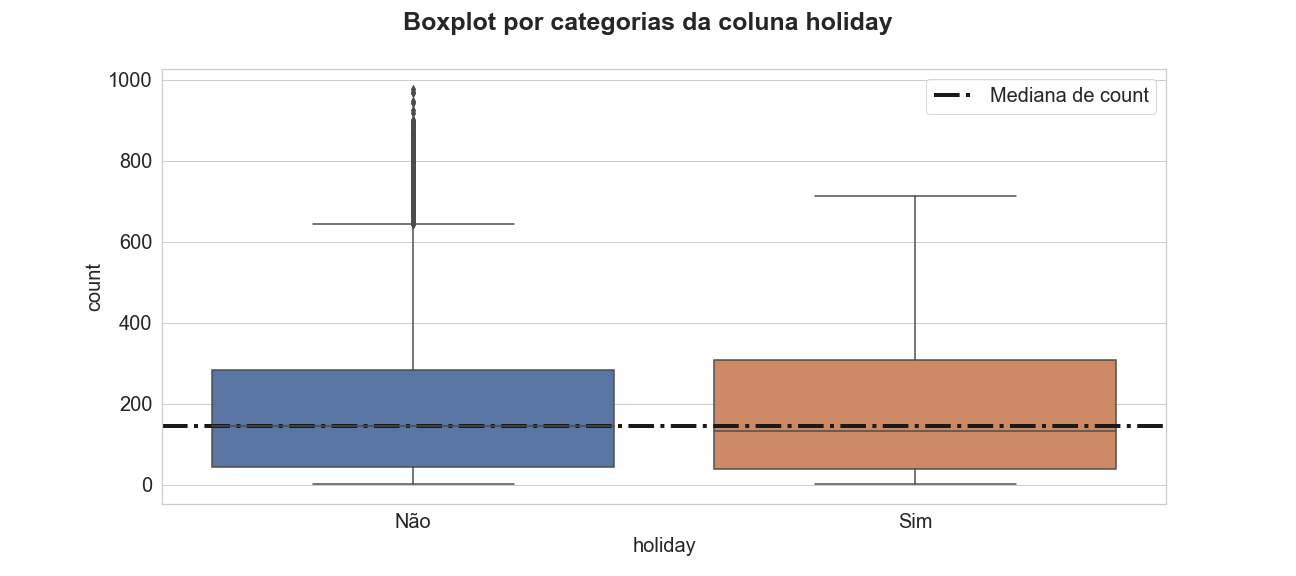 Boxplot por categorias da coluna holiday
1000
800
600
400
200
0
count
Mediana de count
Não
Sim
holiday